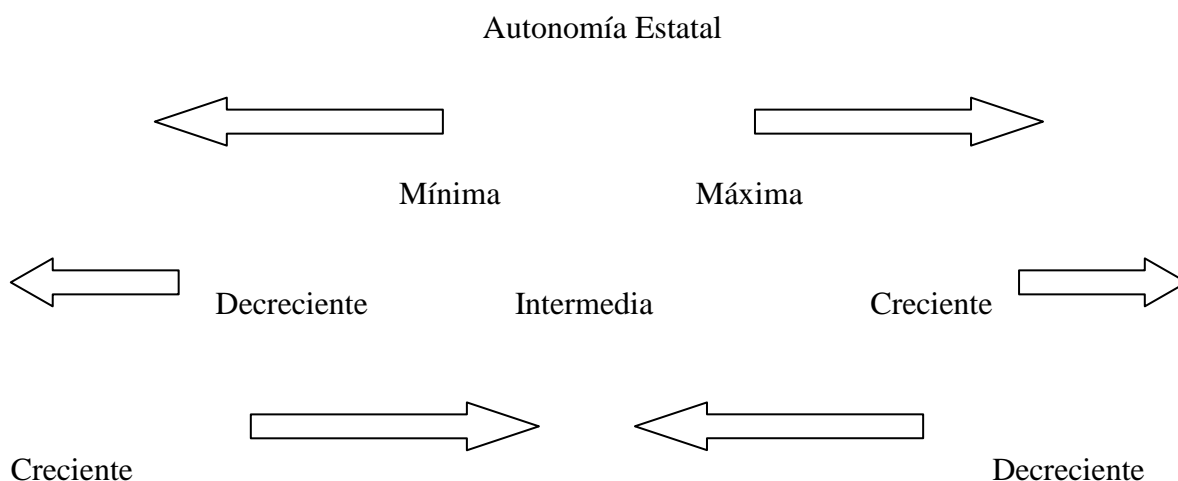 Autonomía Estatal
Mínima Máxima
Decreciente Intermedia Creciente
Creciente Decreciente